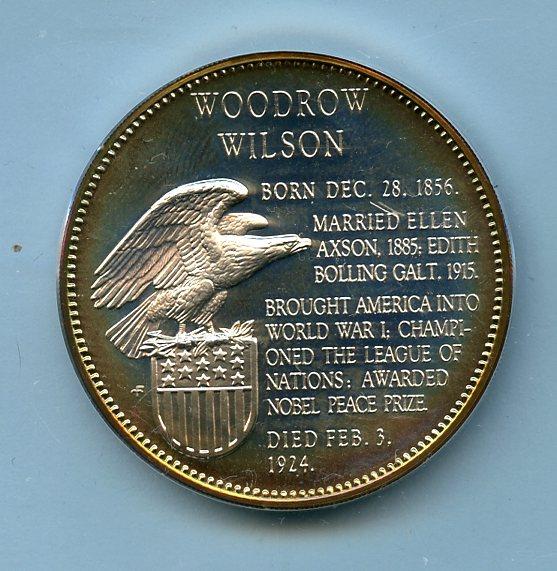 WOODROW
WILSON
BORN DEC. 28, 1856.
MARRIED ELLEN
AXSON, 1885; EDITH
BOLLING GALT, 1915.
BROUGHT AMERICA INTO
WORLD WAR I; CHAMPI-
ONED THE LEAGUE OF
NATIONS; AWARDED
NOBEL PEACE PRIZE.
DIED FEB. 3,
1924.